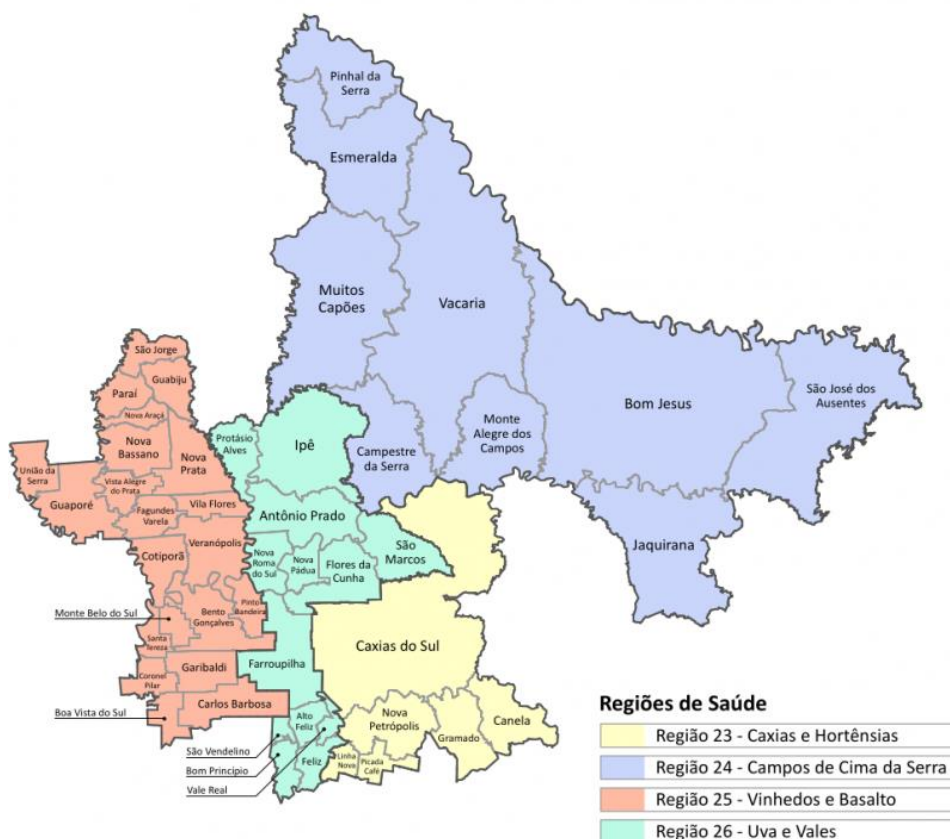 Pinhal da
Serra
Esmeralda
Muitos
Capões
Vacaria
São Jorge
Guabiju
Paraí
Nova Araçá
Bom Jesus
São José dos
Ausentes
Monte
Alegre dos
Campos
Campestre
da Serra
Protásio
Alves
Ipê
Nova
Bassano
Nova
Prata
União da
Serra
Vista Alegre
do Prata
Guaporé
Fagundes
Varela
Vila Flores
Antônio Prado
São
Marcos
Jaquirana
Cotiporã
Veranópolis
Nova
Roma
do Sul
Nova
Pádua
Flores da
Cunha
Monte Belo do Sul
Bento
Gonçalves
Pinto
Bandeira
Santa
Tereza
Caxias do Sul
Farroupilha
Garibaldi
Coronel
Pilar
Carlos Barbosa
Boa Vista do Sul
Alto
Feliz
Nova
Petrópolis
Gramado
Canela
São Vendelino
Bom Princípio
Vale Real
Feliz
Linha
Nova
Picada
Café
Regiões de Saúde
Região 23 - Caxias e Hortênsias
Região 24 - Campos de Cima da Serra
Região 25 - Vinhedos e Basalto
Região 26 - Uva e Vales